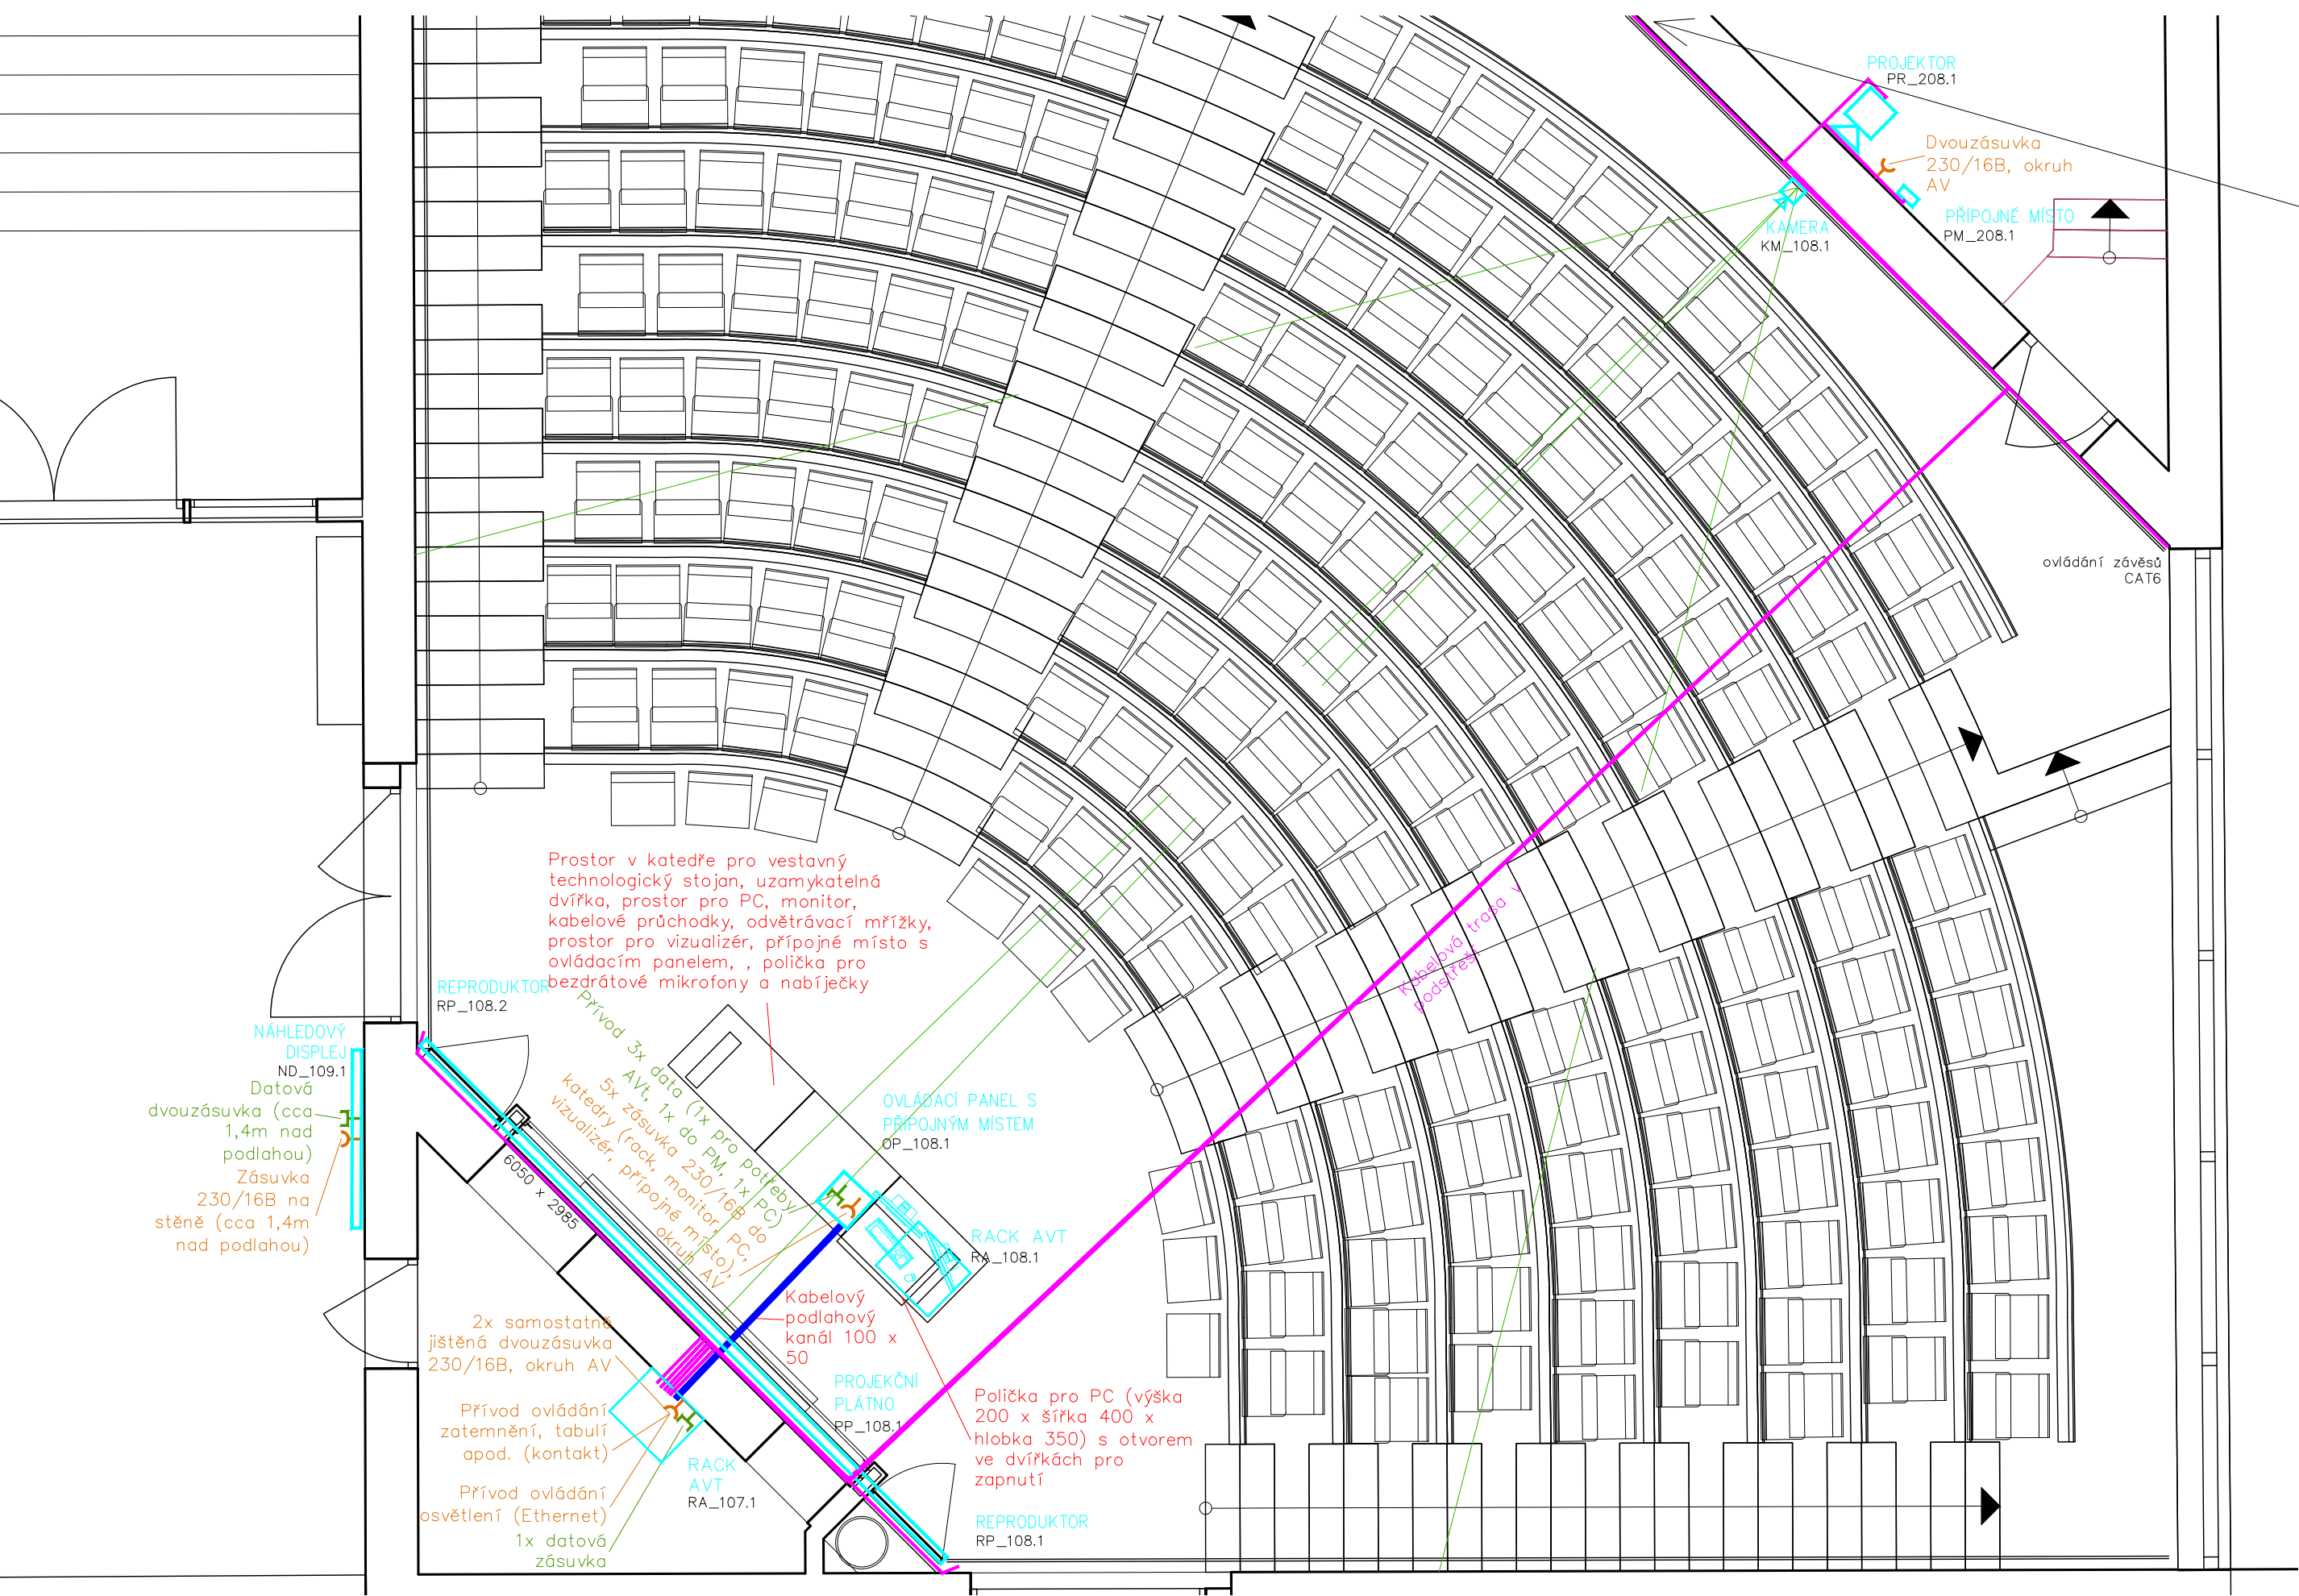 PROJEKTOR
PR_208.1
Dvouzásuvka
230/16B, okruh
AV
PŘÍPOJNÉ MÍSTO
PM_208.1
KAMERA
KM_108.1
ovládání závěsů
CAT6
Prostor v katedře pro vestavný
technologický stojan, uzamykatelná
dvířka, prostor pro PC, monitor,
kabelové průchodky, odvětrávací mřížky,
prostor pro vizualizér, přípojné místo s
ovládacím panelem, , polička pro
bezdrátové mikrofony a nabíječky
Kabelová trasa v
podstřeší
REPRODUKTOR
RP_108.2
NÁHLEDOVÝ
DISPLEJ
ND_109.1
Datová
dvouzásuvka (cca
1,4m nad
podlahou)
Zásuvka
230/16B na
stěně (cca 1,4m
nad podlahou)
Přívod 3x data (1x pro potřeby
AVt, 1x do PM, 1x PC)
5x zásuvka 230/16B do
katedry (rack, monitor, PC,
vizualizér, přípojné místo),
okruh AV
6050 x 2985
OVLÁDACÍ PANEL S
PŘÍPOJNÝM MÍSTEM
OP_108.1
RACK AVT
RA_108.1
Kabelový
podlahový
kanál 100 x
50
2x samostatně
jištěná dvouzásuvka
230/16B, okruh AV
Přívod ovládání
zatemnění, tabulí
apod. (kontakt)
Přívod ovládání
osvětlení (Ethernet)
1x datová
zásuvka
RACK
AVT
RA_107.1
PROJEKČNÍ
PLÁTNO
PP_108.1
Polička pro PC (výška
200 x šířka 400 x
hlobka 350) s otvorem
ve dvířkách pro
zapnutí
REPRODUKTOR
RP_108.1